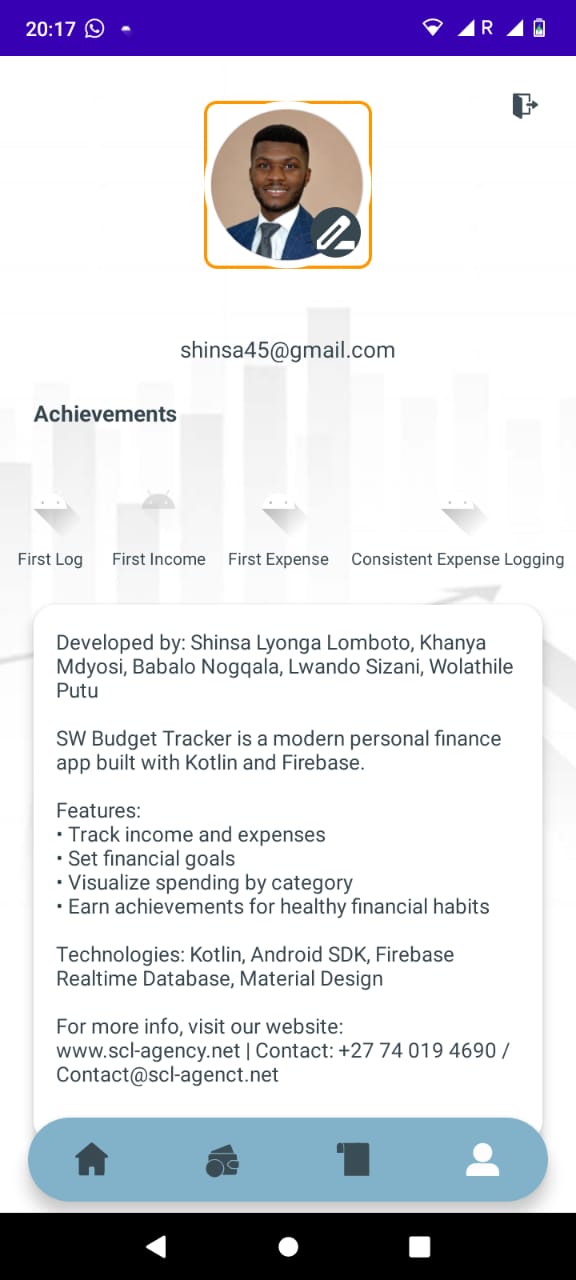 20:17
R
shinsa45@gmail.com
Achievements
First Log
First Income
First Expense
Consistent Expense Logging
Developed by: Shinsa Lyonga Lomboto, Khanya
Mdyosi, Babalo Nogqala, Lwando Sizani, Wolathile
Putu
SW Budget Tracker is a modern personal finance
app built with Kotlin and Firebase.
Features:
• Track income and expenses
• Set financial goals
• Visualize spending by category
• Earn achievements for healthy financial habits
Technologies: Kotlin, Android SDK, Firebase
Realtime Database, Material Design
For more info, visit our website:
www.scl-agency.net | Contact: +27 74 019 4690 /
Contact@scl-agenct.net